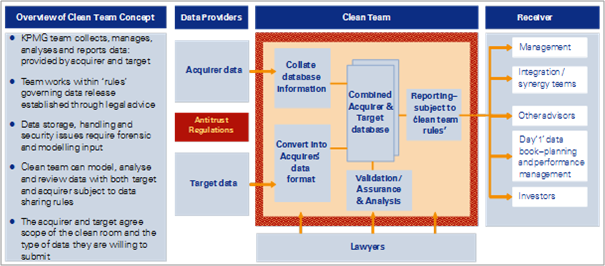 Overview of Clean Team Concept
KPMG team collects, manages,
analyses and reports data:
provided by acquirer and target
Team works within 'rules'
governing data release
established through legal advice
Data storage, handling and
security issues require forensic
and modelling input
Clean team can model, analyse
and review data with both target
and acquirer subject to data
sharing rules
The acquirer and target agree
scope of the clean room and the
type of data they are willing to
submit
Data Providers
Acquirer data
Antitrust
Regulations
Target data
Clean Team
Collate
database
information
Convert into
Acquirers'
data
format
Combined
Acquirer &
Target
database
Validation/
Assurance
& Analysis
Reporting–
subject to
'clean team
rules'
Lawyers
Receiver
Management
Integration/
synergy teams
Other advisors
Day '1' data
book–planning
and performance
management
Investors